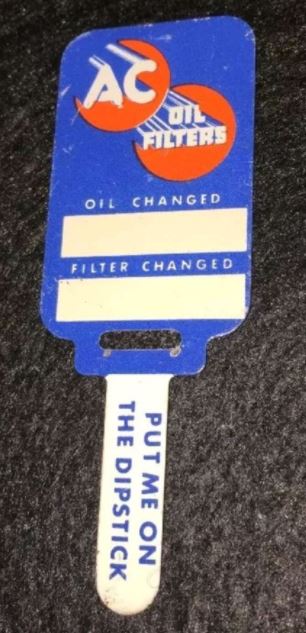 AC
OIL
FILTERS
OIL CHANGED
FILTER CHANGED
PUT ME ON
THE DIPSTICK